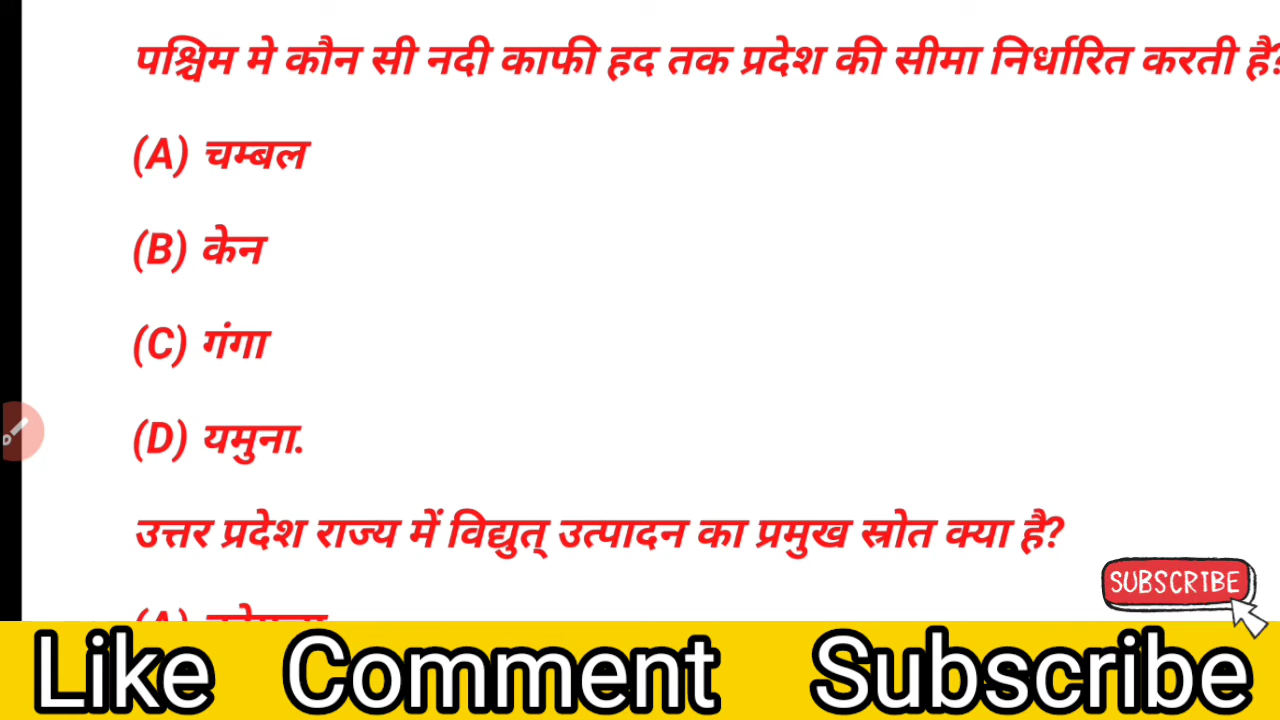 पश्चिम मे कौन सी नदी काफी हद तक प्रदेश की सीमा निर्धारित करती है?
(A) चम्बल
(B) केन
(C) गंगा
(D) यमुना.
उत्तर प्रदेश राज्य में विद्युत् उत्पादन का प्रमुख स्रोत क्या है?
(A)
SUBSCRIBE
Like Comment Subscribe